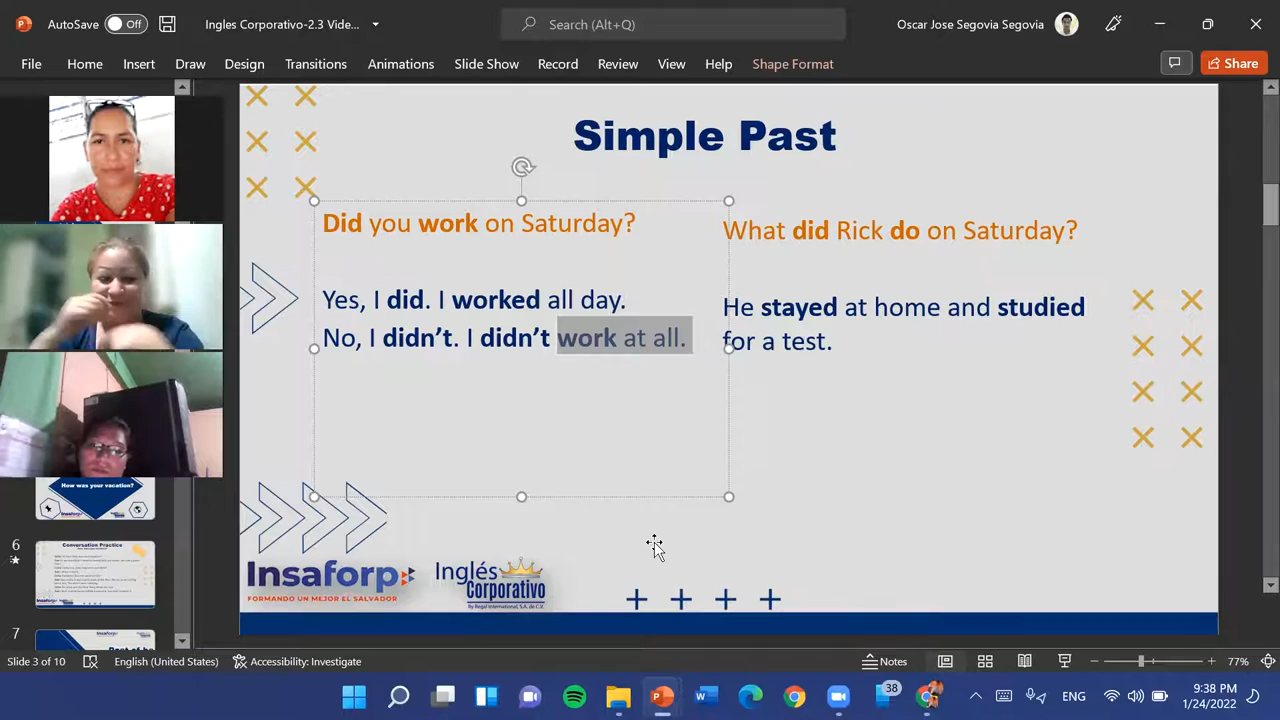 AutoSave Off
Ingles Corporativo-2.3 Vide...
Search (Alt+Q)
Oscar Jose Segovia Segovia
File Home Insert Draw Design Transitions Animations Slide Show Record Review View Help Shape Format
Share
Simple Past
Did you work on Saturday?
Yes, I did. I worked all day.
No, I didn't. I didn't work at all.
What did Rick do on Saturday?
He stayed at home and studied
for a test.
Insaforp
FORMANDO UN MEJOR EL SALVADOR
Inglés
Corporativo
by Regal International, S.A. de C.V.
How was your vacation?
6
Conversation Practice
7
Slide 3 of 10
English (United States)
Accessibility: Investigate
Notes
77%
38
ENG
9:38 PM
1/24/2022